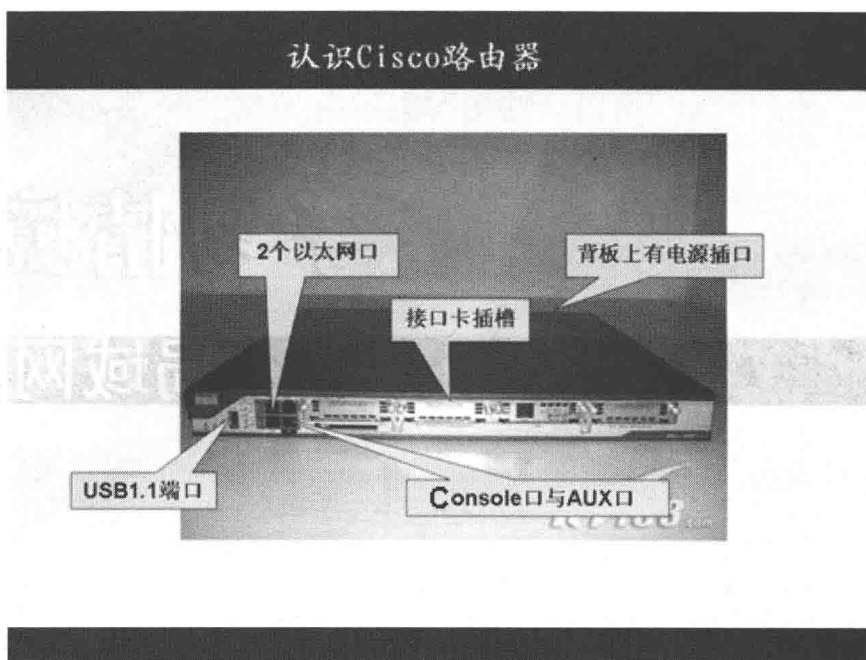 认识Cisco路由器
2个以太网口
背板上有电源插口
接口卡插槽
USB1.1端口
Console口与AUX口
域网